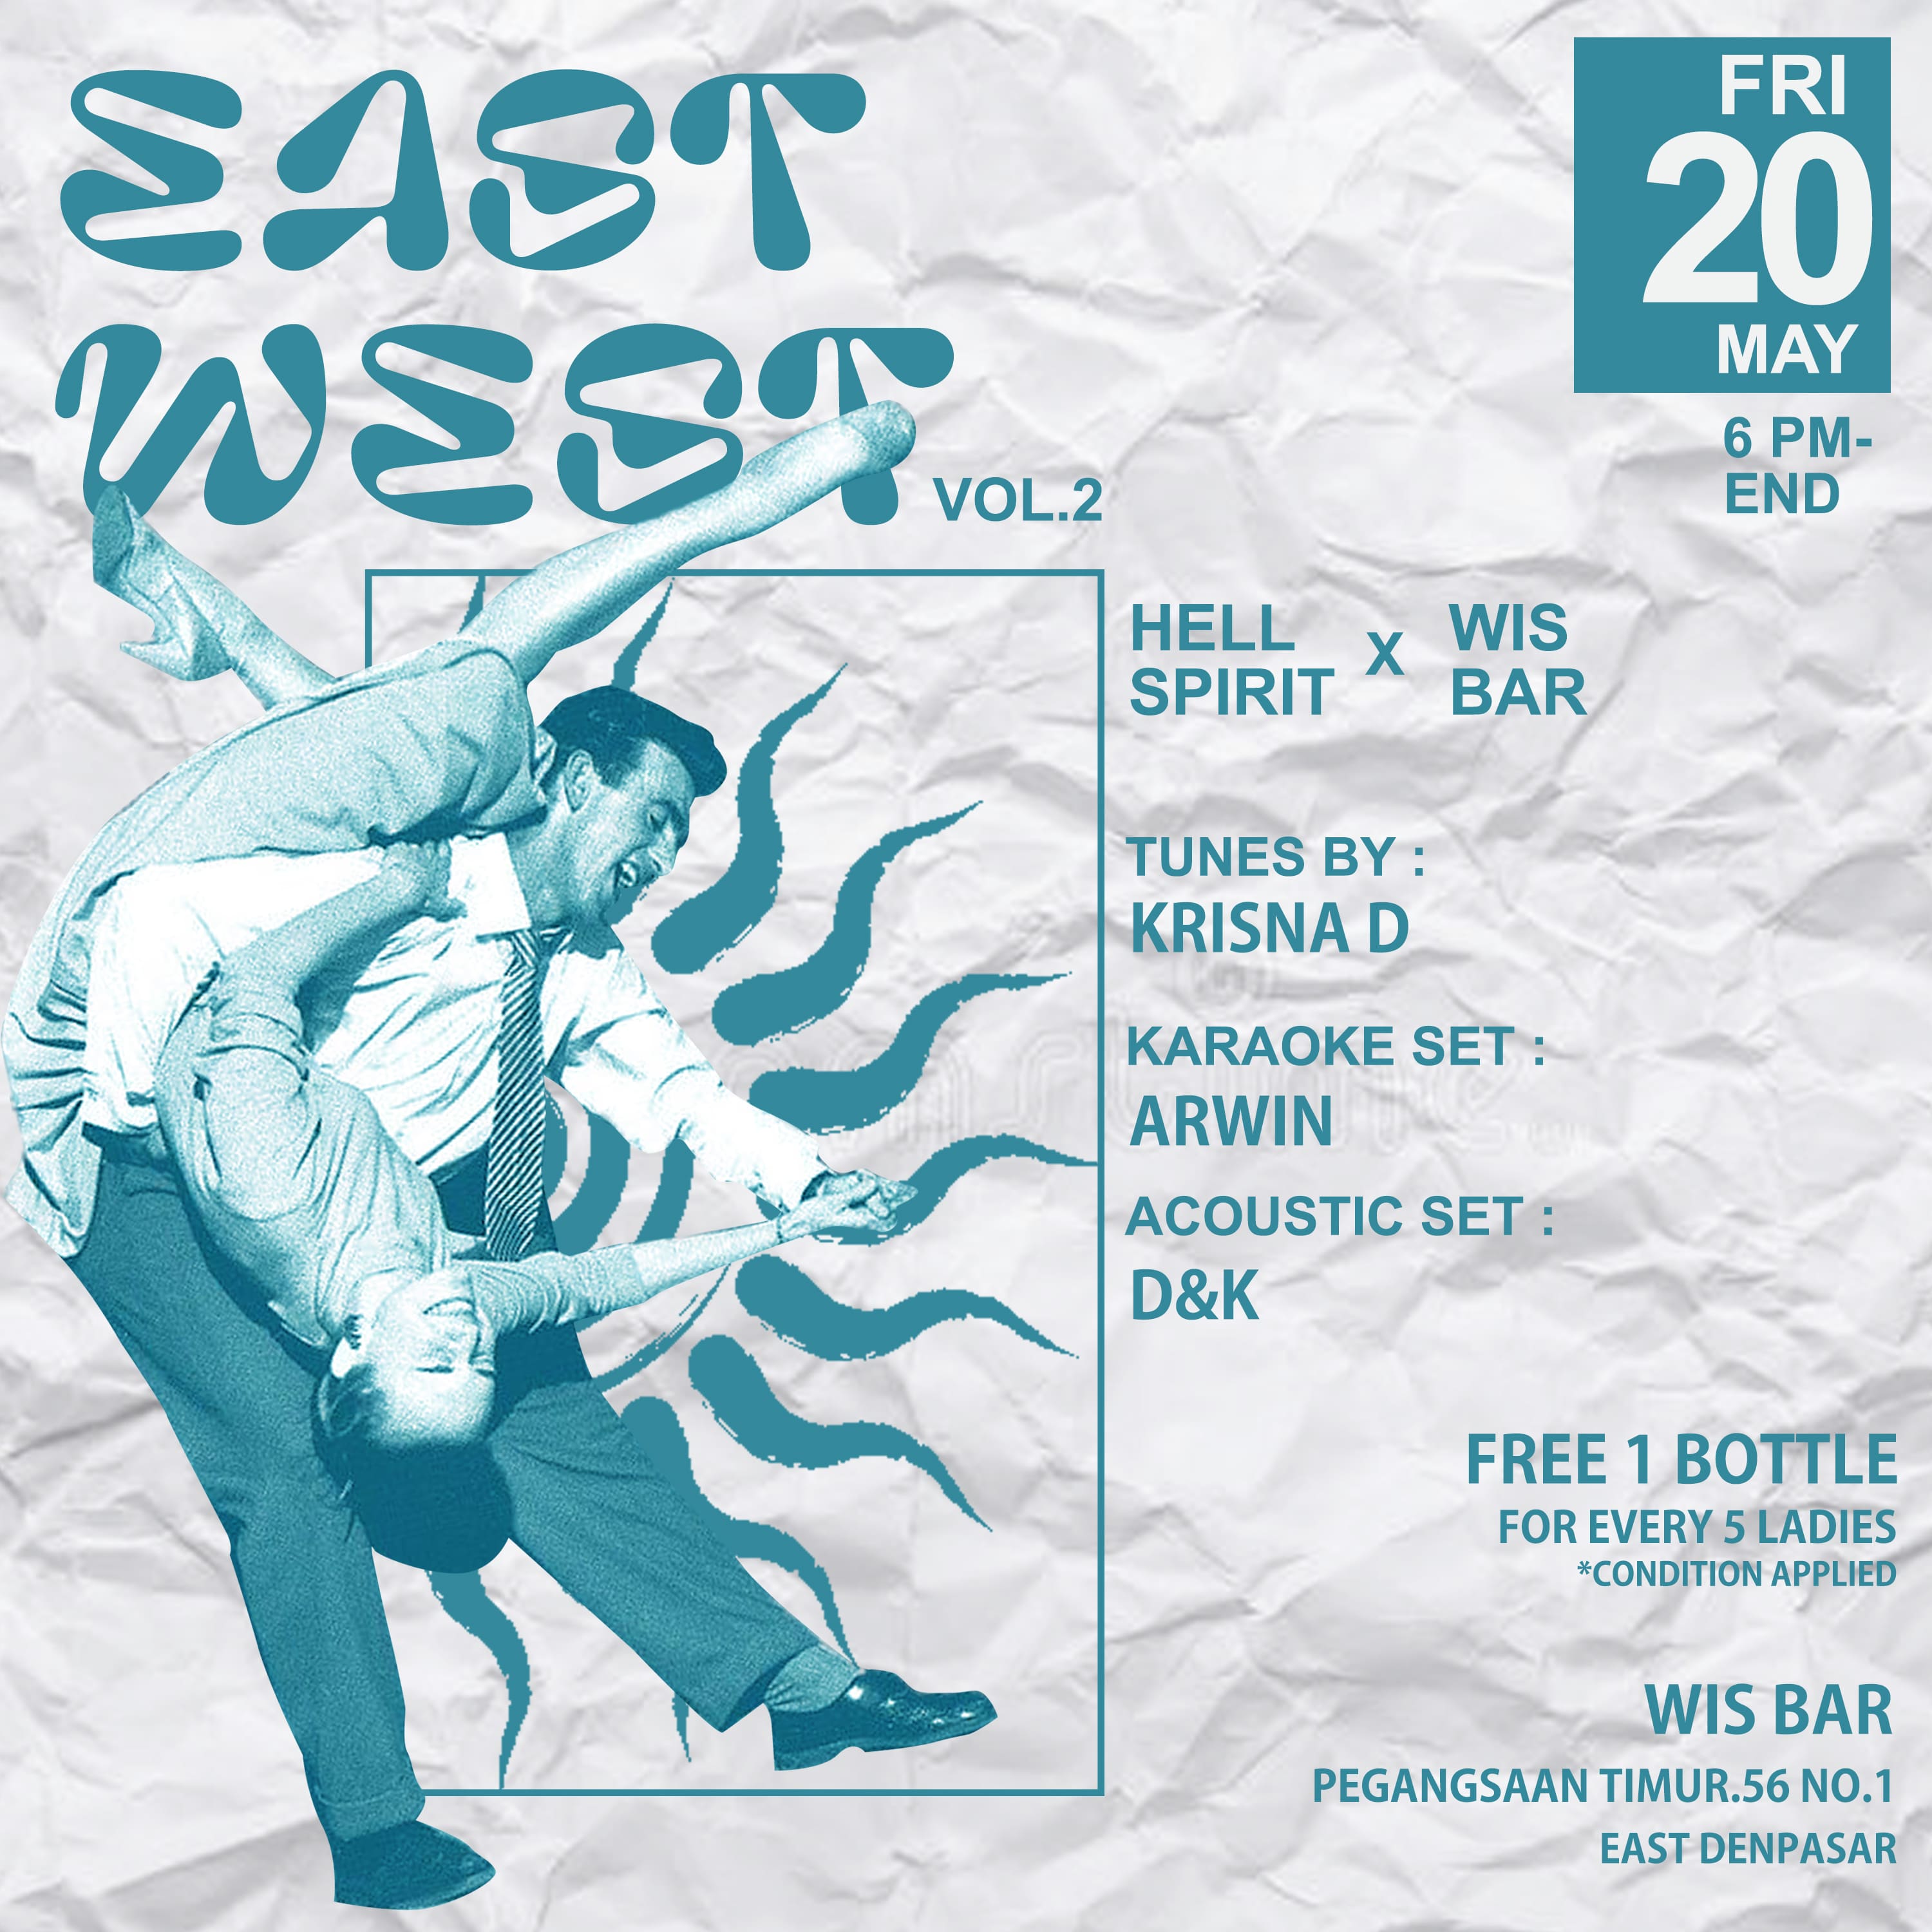 EAST
WEST
VOL.2
FRI
20
MAY
6 PM-
END
HELL
SPIRIT
X
WIS
BAR
TUNES BY :
KRISNA D
KARAOKE SET :
ARWIN
ACOUSTIC SET :
D&K
FREE 1 BOTTLE
FOR EVERY 5 LADIES
*CONDITION APPLIED
WIS BAR
PEGANGSAAN TIMUR.56 NO.1
EAST DENPASAR